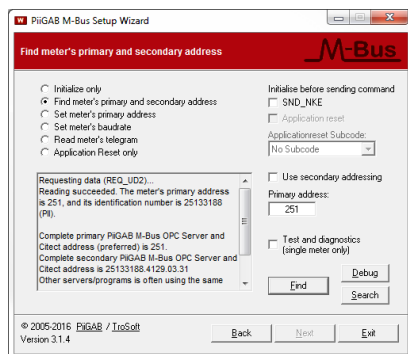 PiiGAB M-Bus Setup Wizard
Find meter's primary and secondary address
M-Bus
Initialize only
Find meter's primary and secondary address
Set meter's primary address
Set meter's baudrate
Read meter's telegram
Application Reset only
Initialise before sending command
SND_NKE
Application reset
Applicationreset Subcode:
No Subcode
Use secondary addressing
Primary address:
251
Test and diagnostics
(single meter only)
Requesting data (REQ_UD2)...
Reading succeeded. The meter's primary address
is 251, and its identification number is 25133188
(PII).
Complete primary PiiGAB M-Bus OPC Server and
Citect address (preferred) is 251.
Complete secondary PiiGAB M-Bus OPC Server and
Citect address is 25133188.4129.03.31
Other servers/programs is often using the same
Debug
Find
Search
© 2005-2016 PiiGAB / TroSoft
Version 3.1.4
Back
Next
Exit